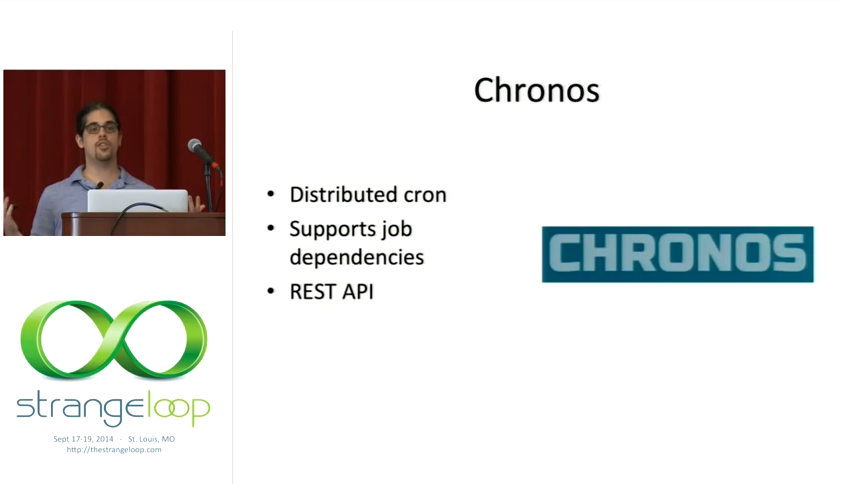 Chronos
• Distributed cron
• Supports job
dependencies
• REST API
CHRONOS
strangeloop
Sept 17-19, 2014 - St. Louis, MO
http://thestrangeloop.com